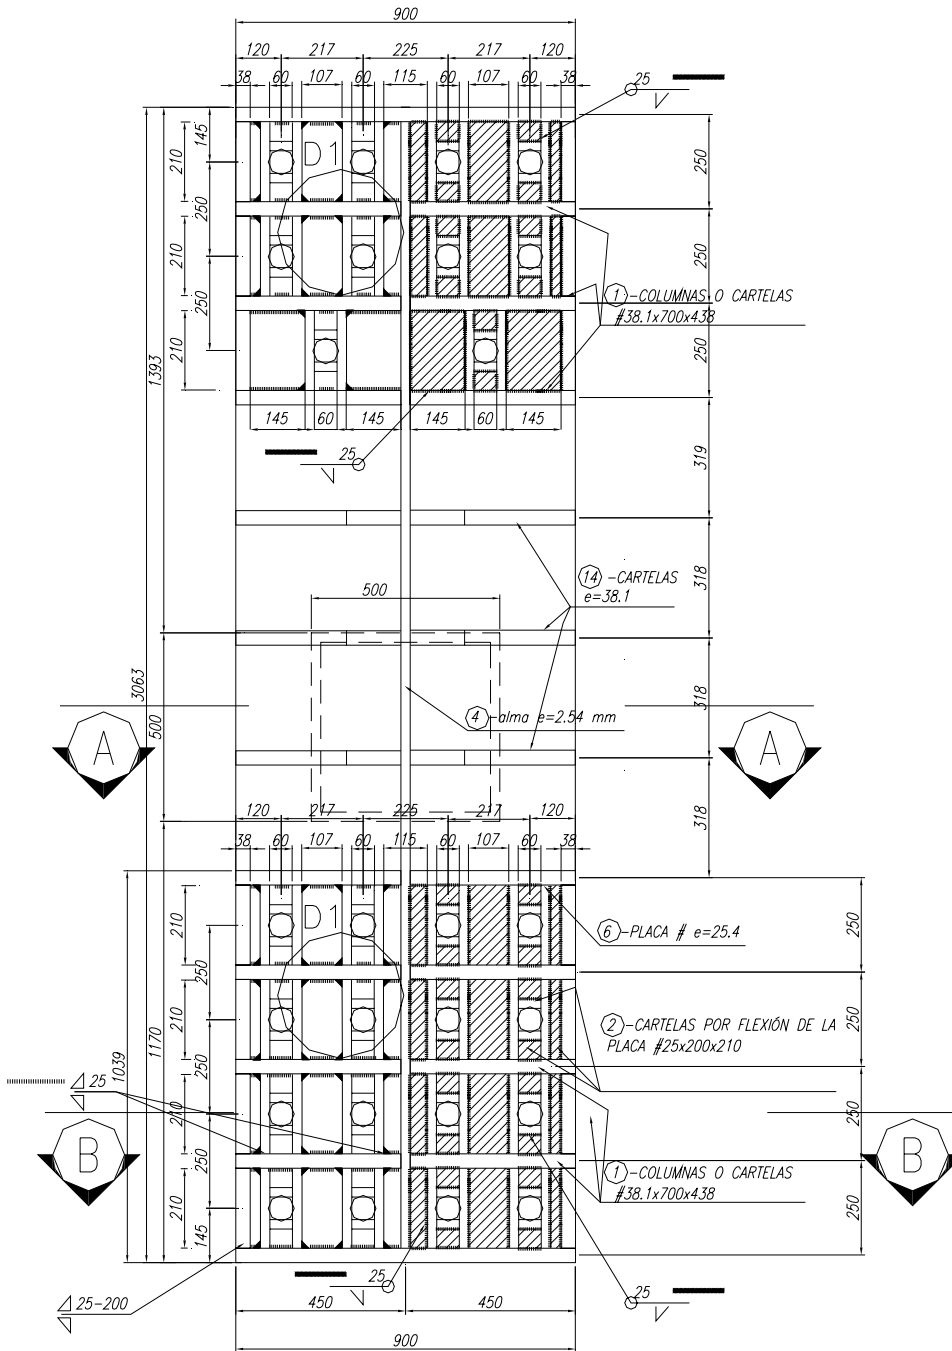 900
120 217 225 217 120
38 60 107 60 115 60 107 60 38
25
145
210
250
D1
250
210
250
250
1-COLUMNAS O CARTELAS
#38.1x700x438
210
250
1393
145 60 145 145 60 145
25
319
14-CARTELAS
e=38.1
318
500
3063
500
318
4-alma e=2.54 mm
A
A
318
120 217 225 217 120
38 60 107 60 115 60 107 60 38
D1
210
250
6-PLACA # e=25.4
250
210
250
2-CARTELAS POR FLEXIÓN DE LA
PLACA #25x200x210
250
1170
1039
25
210
250
250
B
B
1-COLUMNAS O CARTELAS
#38.1x700x438
210
145
250
25
25
25-200
450 450
900